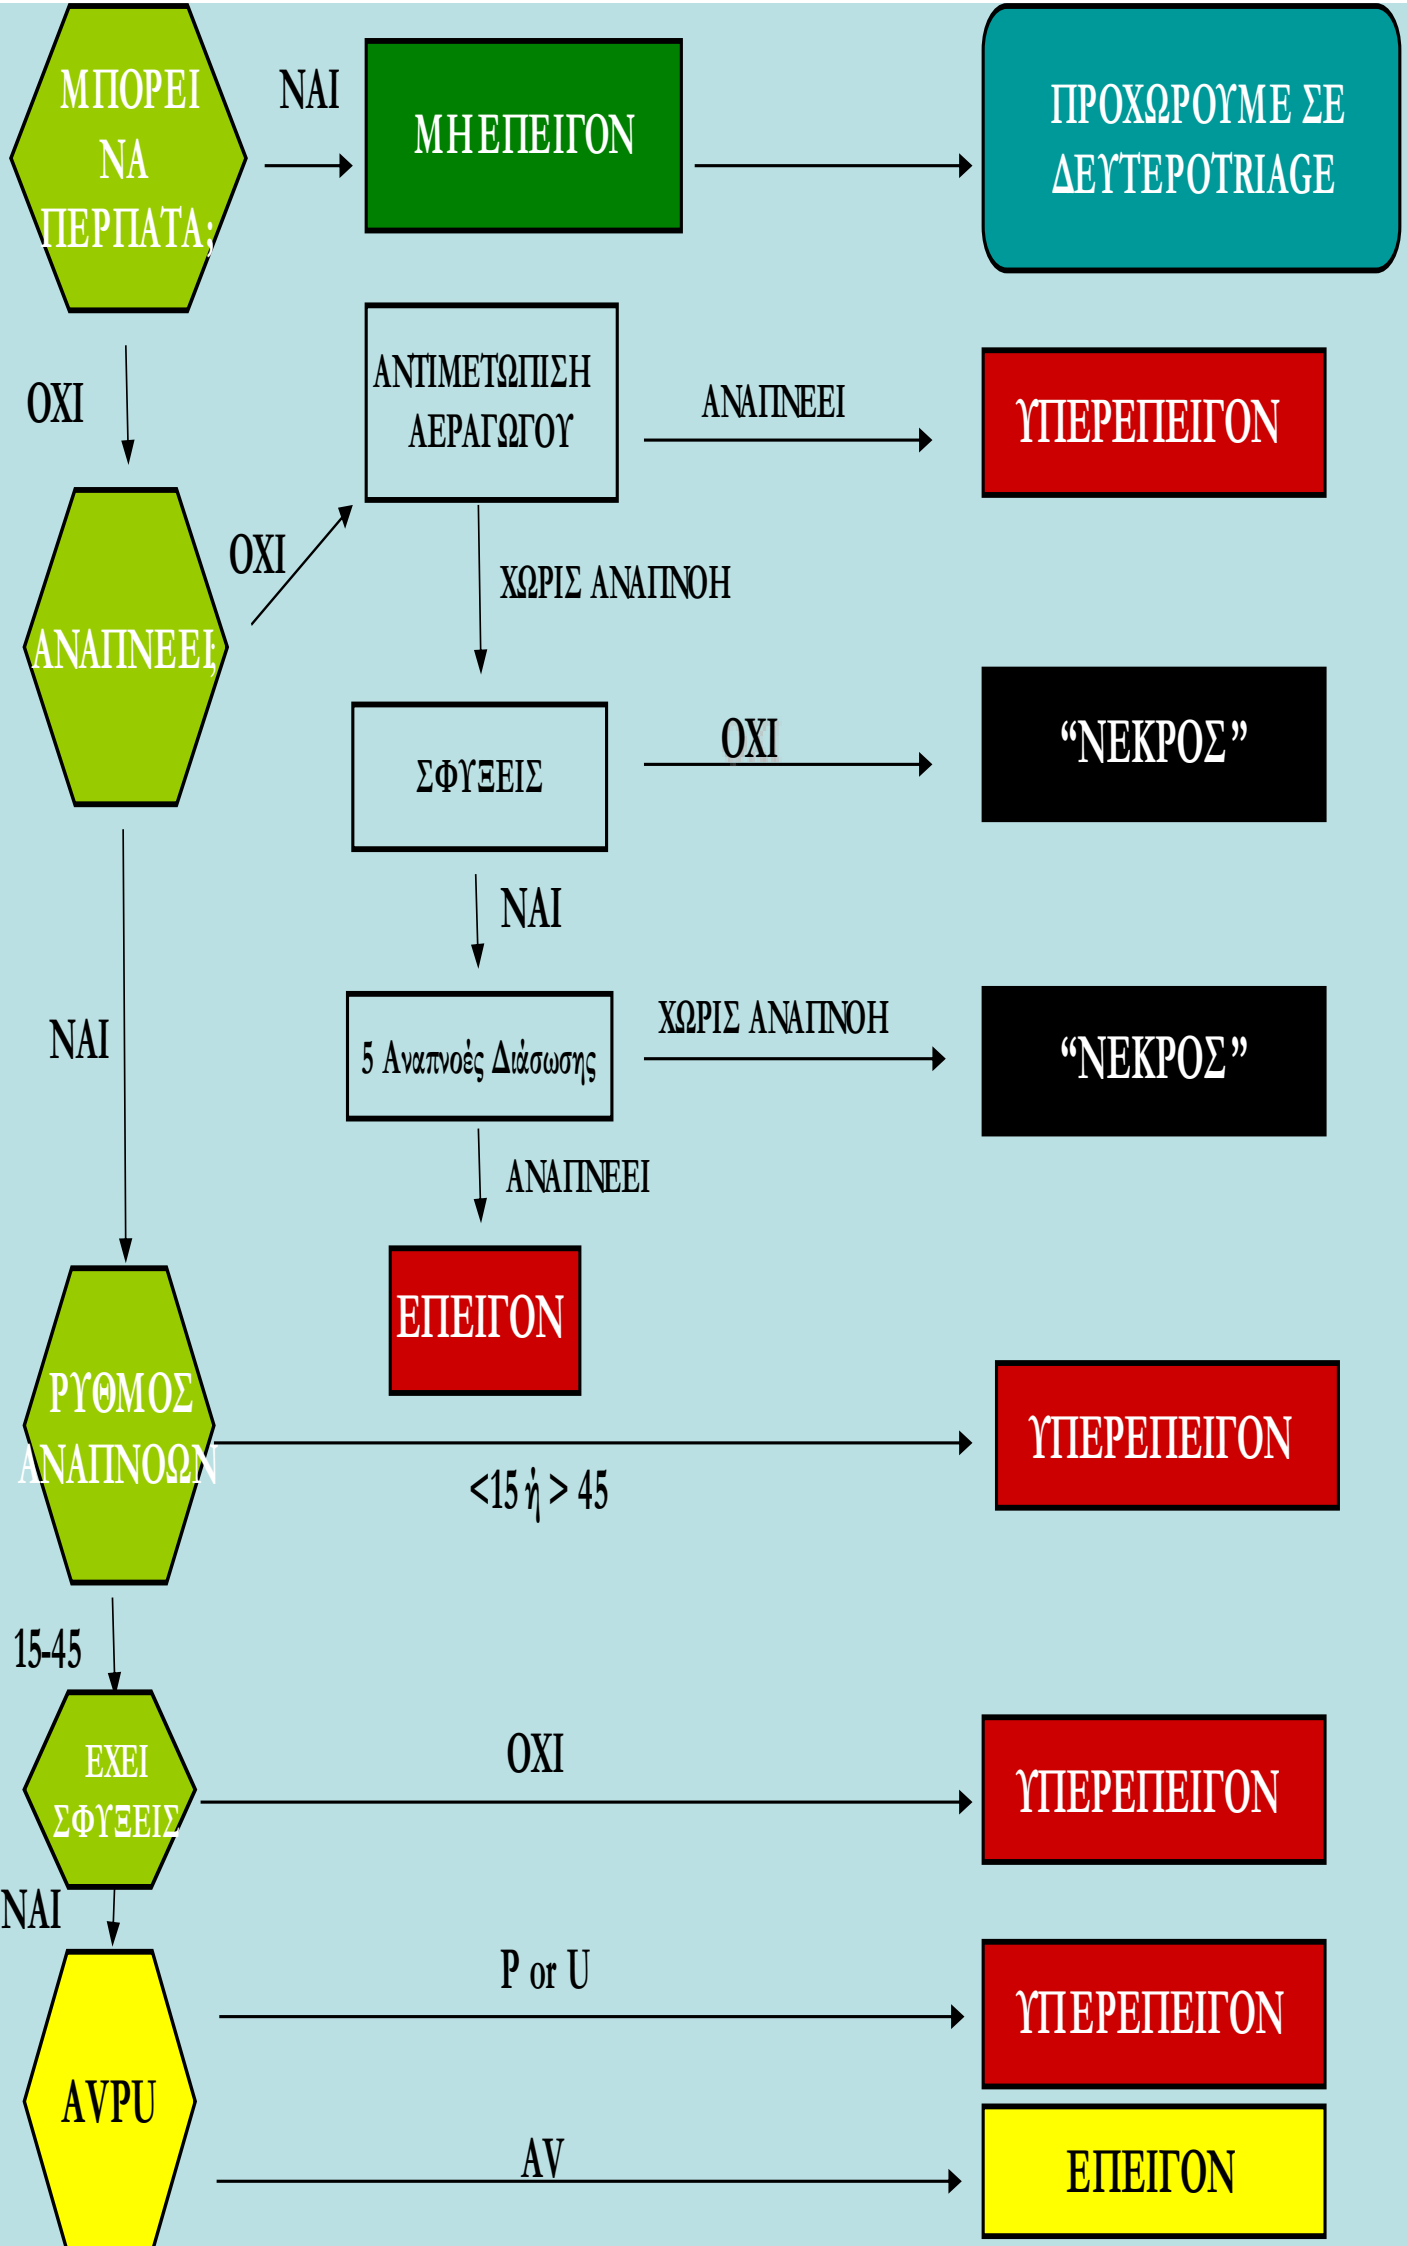 ΜΠΟΡΕΙ
ΝΑ
ΠΕΡΠΑΤΑ;
ΝΑΙ
ΜΗ ΕΠΕΙΓΟΝ
ΠΡΟΧΩΡΟΥΜΕ ΣΕ
ΔΕΥΤΕΡΟTRIAGE
ΟΧΙ
ΑΝΤΙΜΕΤΩΠΙΣΗ
ΑΕΡΑΓΩΓΟΥ
ΑΝΑΠΝΕΕΙ
ΥΠΕΡΕΠΕΙΓΟΝ
ΑΝΑΠΝΕΕΙ;
ΟΧΙ
ΧΩΡΙΣ ΑΝΑΠΝΟΗ
ΣΦΥΞΕΙΣ
ΟΧΙ
“ΝΕΚΡΟΣ”
ΝΑΙ
5 Αναπνοές Διάσωσης
ΧΩΡΙΣ ΑΝΑΠΝΟΗ
“ΝΕΚΡΟΣ”
ΝΑΙ
ΑΝΑΠΝΕΕΙ
ΕΠΕΙΓΟΝ
ΡΥΘΜΟΣ
ΑΝΑΠΝΟΩΝ
<15 ή > 45
ΥΠΕΡΕΠΕΙΓΟΝ
15-45
ΕΧΕΙ
ΣΦΥΞΕΙΣ
ΟΧΙ
ΥΠΕΡΕΠΕΙΓΟΝ
ΝΑΙ
AVPU
P or U
ΥΠΕΡΕΠΕΙΓΟΝ
AV
ΕΠΕΙΓΟΝ